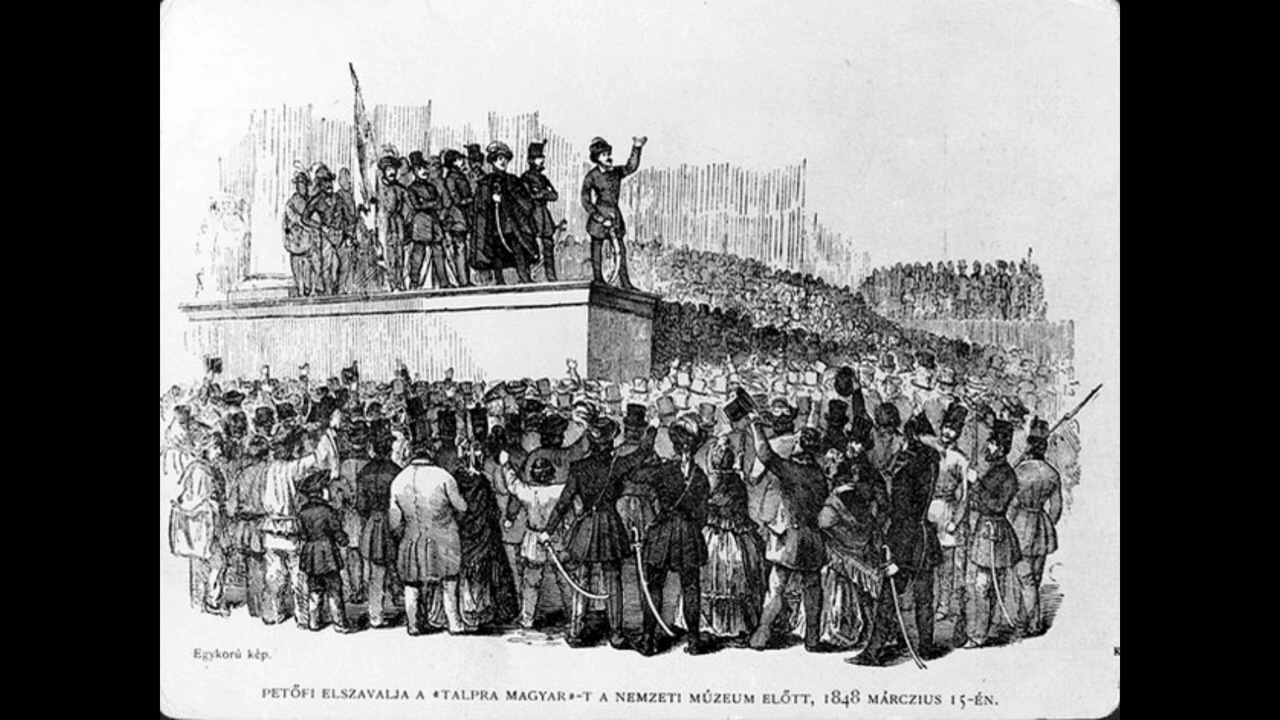 Egykorú kép.
PETŐFI ELSZAVALJA A «TALPRA MAGYAR»-T A NEMZETI MÚZEUM ELŐTT, 1848 MÁRCZIUS 15-ÉN.